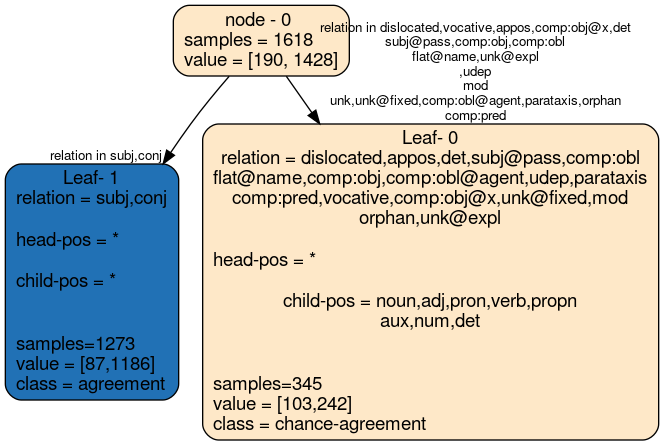 node - 0
samples = 1618
value = [190, 1428]
relation in dislocated,vocative,appos,comp:obj@x,det
subj@pass,comp:obj,comp:obl
flat@name,unk@expl
,udep
mod
unk,unk@fixed,comp:obl@agent,parataxis,orphan
comp:pred
relation in subj,conj
Leaf- 1
relation = subj,conj
head-pos = *
child-pos = *
samples=1273
value = [87,1186]
class = agreement
Leaf- 0
relation = dislocated,appos,det,subj@pass,comp:obl
flat@name,comp:obj,comp:obl@agent,udep,parataxis
comp:pred,vocative,comp:obj@x,unk@fixed,mod
orphan,unk@expl
head-pos = *
child-pos = noun,adj,pron,verb,propn
aux,num,det
samples=345
value = [103,242]
class = chance-agreement